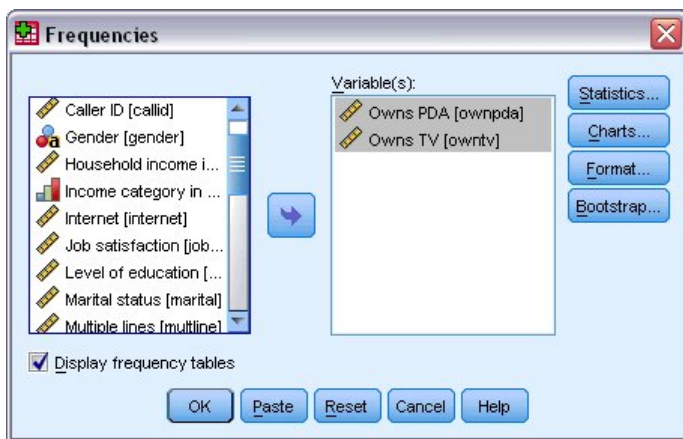 Frequencies
Caller ID [callid]
Gender [gender]
Household income i...
Income category in ...
Internet [internet]
Job satisfaction [job...
Level of education [...
Marital status [marital]
Multiple lines [multline]
Variable(s):
Owns PDA [ownpda]
Owns TV [owntv]
Statistics...
Charts...
Format...
Bootstrap...
Display frequency tables
OK Paste Reset Cancel Help